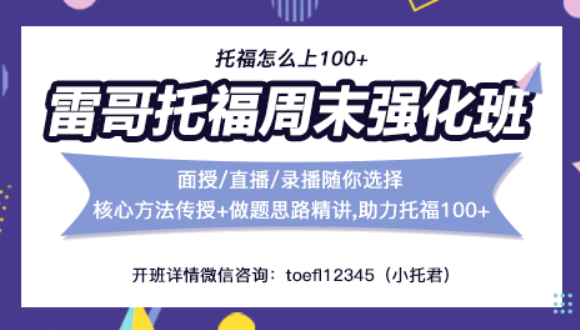 托福怎么上100+
雷哥托福周末强化班
面授/直播/录播随你选择
核心方法传授+做题思路精讲,助力托福100+
开班详情微信咨询：toefl12345（小托君）